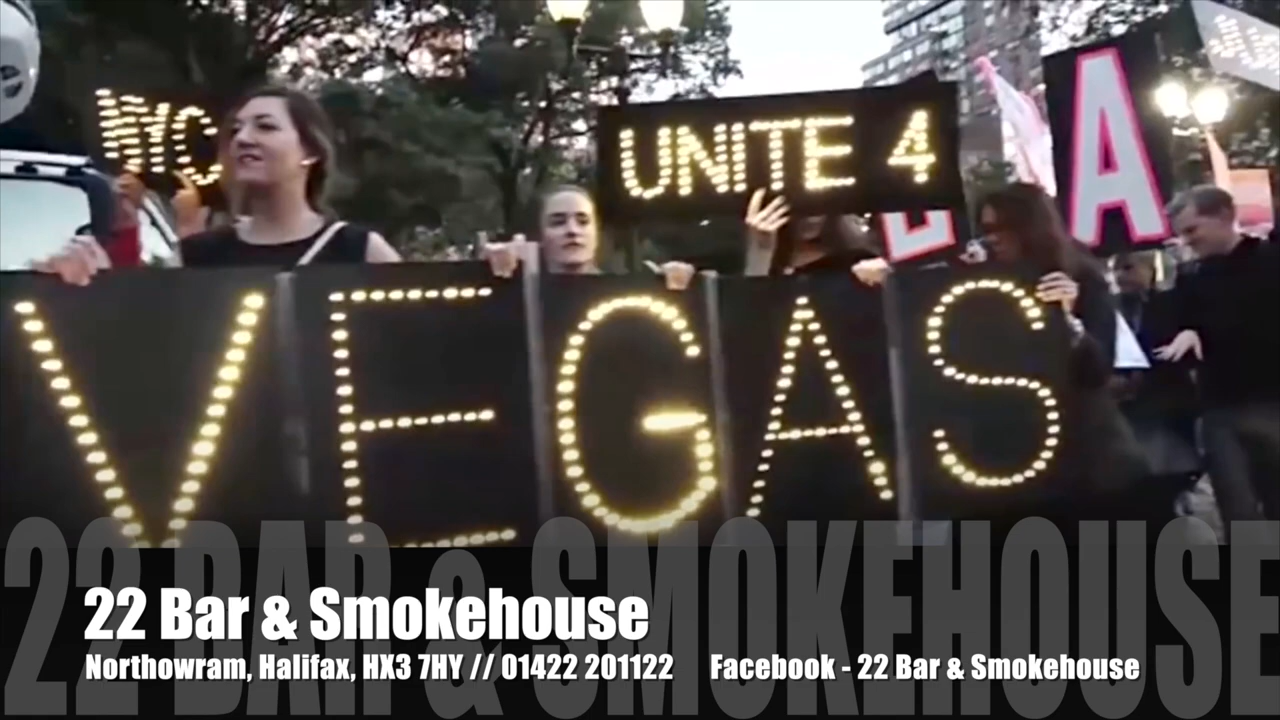 NYC
UNITE 4
A
VEGAS
22 BAR & SMOKEHOUSE
22 Bar & Smokehouse
Northowram, Halifax, HX3 7HY // 01422 201122 Facebook - 22 Bar & Smokehouse